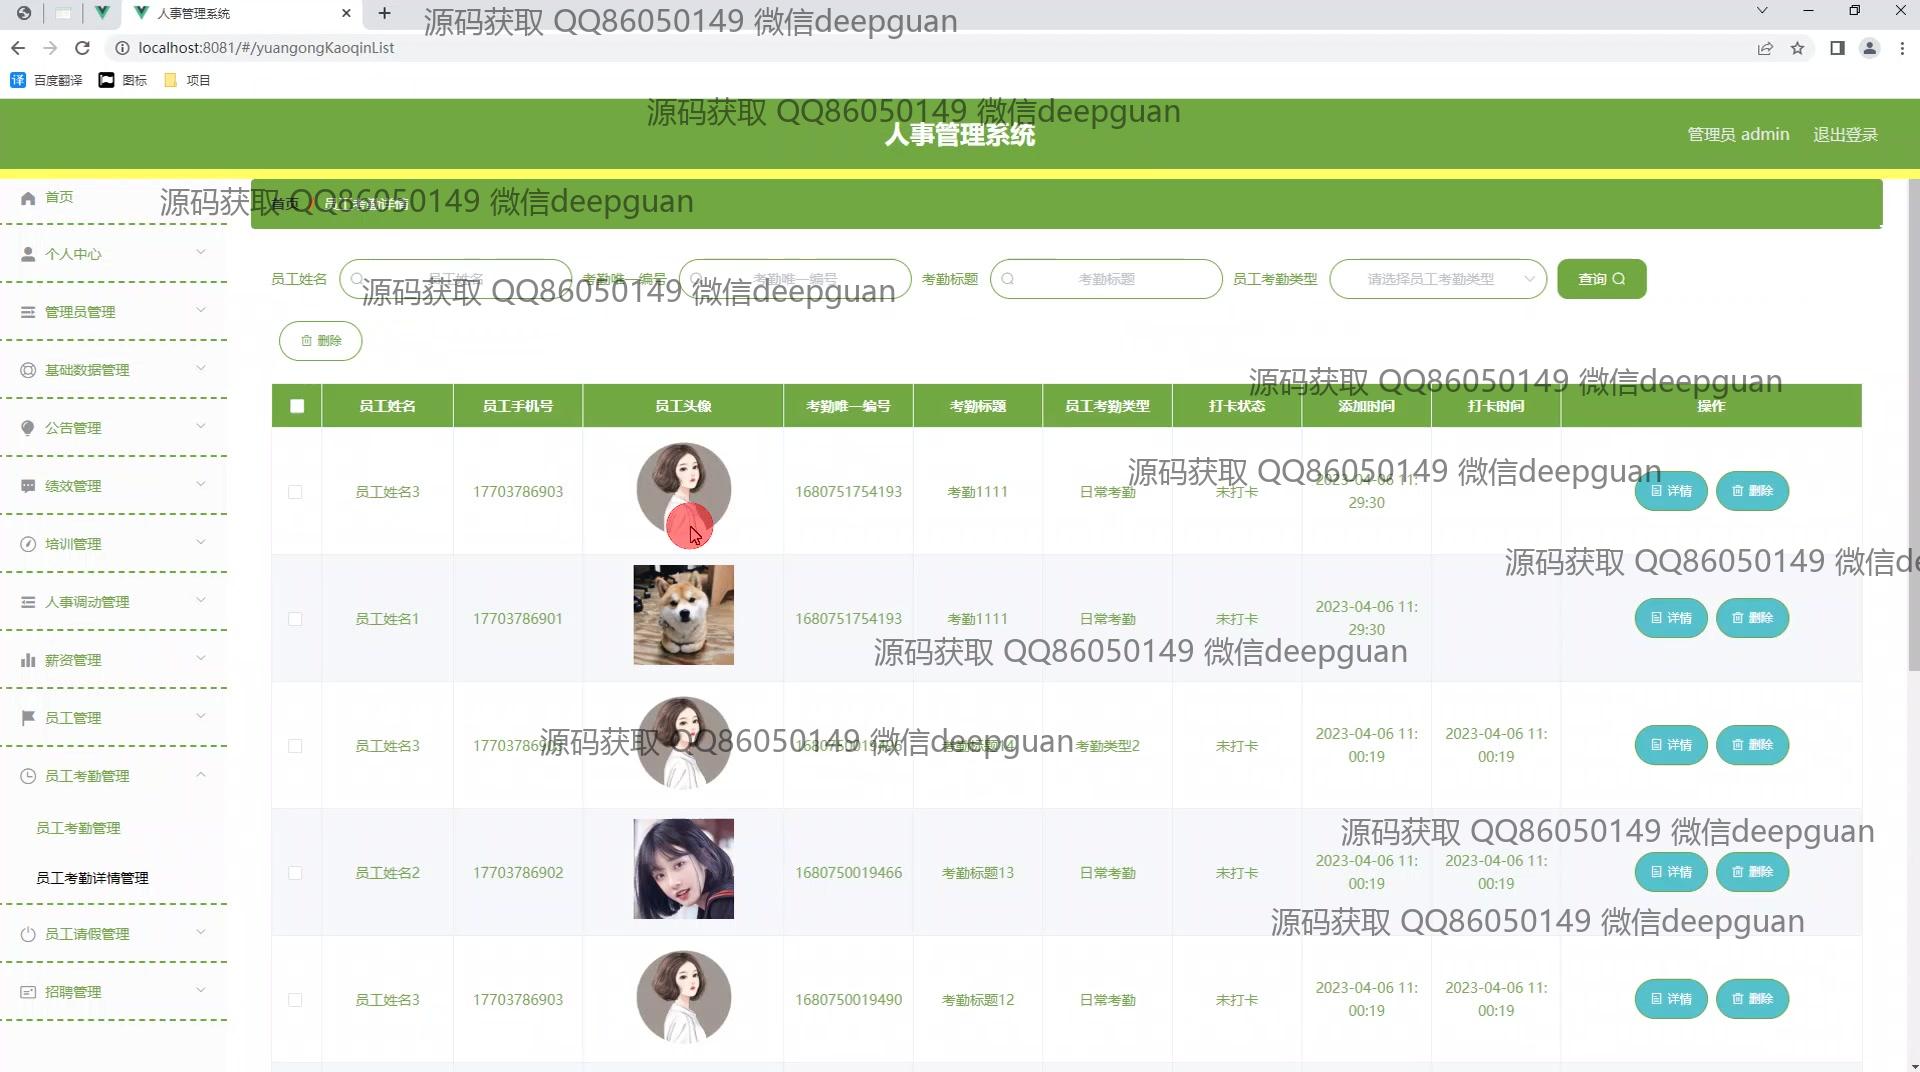 人事管理系统
源码获取 QQ86050149 微信deepguan
localhost:8081/#/yuangongKaoqinList
百度翻译 图标 项目
源码获取 QQ86050149 微信deepguan
人事管理系统
管理员 admin 退出登录
首页
源码获取 QQ86050149 微信deepguan
首页 / 员工考勤详情
个人中心
管理员管理
基础数据管理
公告管理
绩效管理
培训管理
人事调动管理
薪资管理
员工管理
员工考勤管理
员工考勤管理
员工考勤详情管理
员工请假管理
招聘管理
员工姓名 员工姓名 考勤唯一编号 考勤唯一编号 考勤标题 考勤标题 员工考勤类型 请选择员工考勤类型 查询
源码获取 QQ86050149 微信deepguan
删除
源码获取 QQ86050149 微信deepguan
员工姓名 员工手机号 员工头像 考勤唯一编号 考勤标题 员工考勤类型 打卡状态 添加时间 打卡时间 操作
源码获取 QQ86050149 微信deepguan
员工姓名3 17703786903 1680751754193 考勤1111 日常考勤 未打卡 2023-04-06 11:29:30 详情 删除
源码获取 QQ86050149 微信de
员工姓名1 17703786901 1680751754193 考勤1111 日常考勤 未打卡 2023-04-06 11:29:30 详情 删除
源码获取 QQ86050149 微信deepguan
源码获取 QQ86050149 微信deepguan
员工姓名3 考勤标题14 考勤类型2 未打卡 2023-04-06 11:00:19 2023-04-06 11:00:19 详情 删除
源码获取 QQ86050149 微信deepguan
员工姓名2 17703786902 1680750019466 考勤标题13 日常考勤 未打卡 2023-04-06 11:00:19 2023-04-06 11:00:19 详情 删除
源码获取 QQ86050149 微信deepguan
员工姓名3 17703786903 1680750019490 考勤标题12 日常考勤 未打卡 2023-04-06 11:00:19 2023-04-06 11:00:19 详情 删除